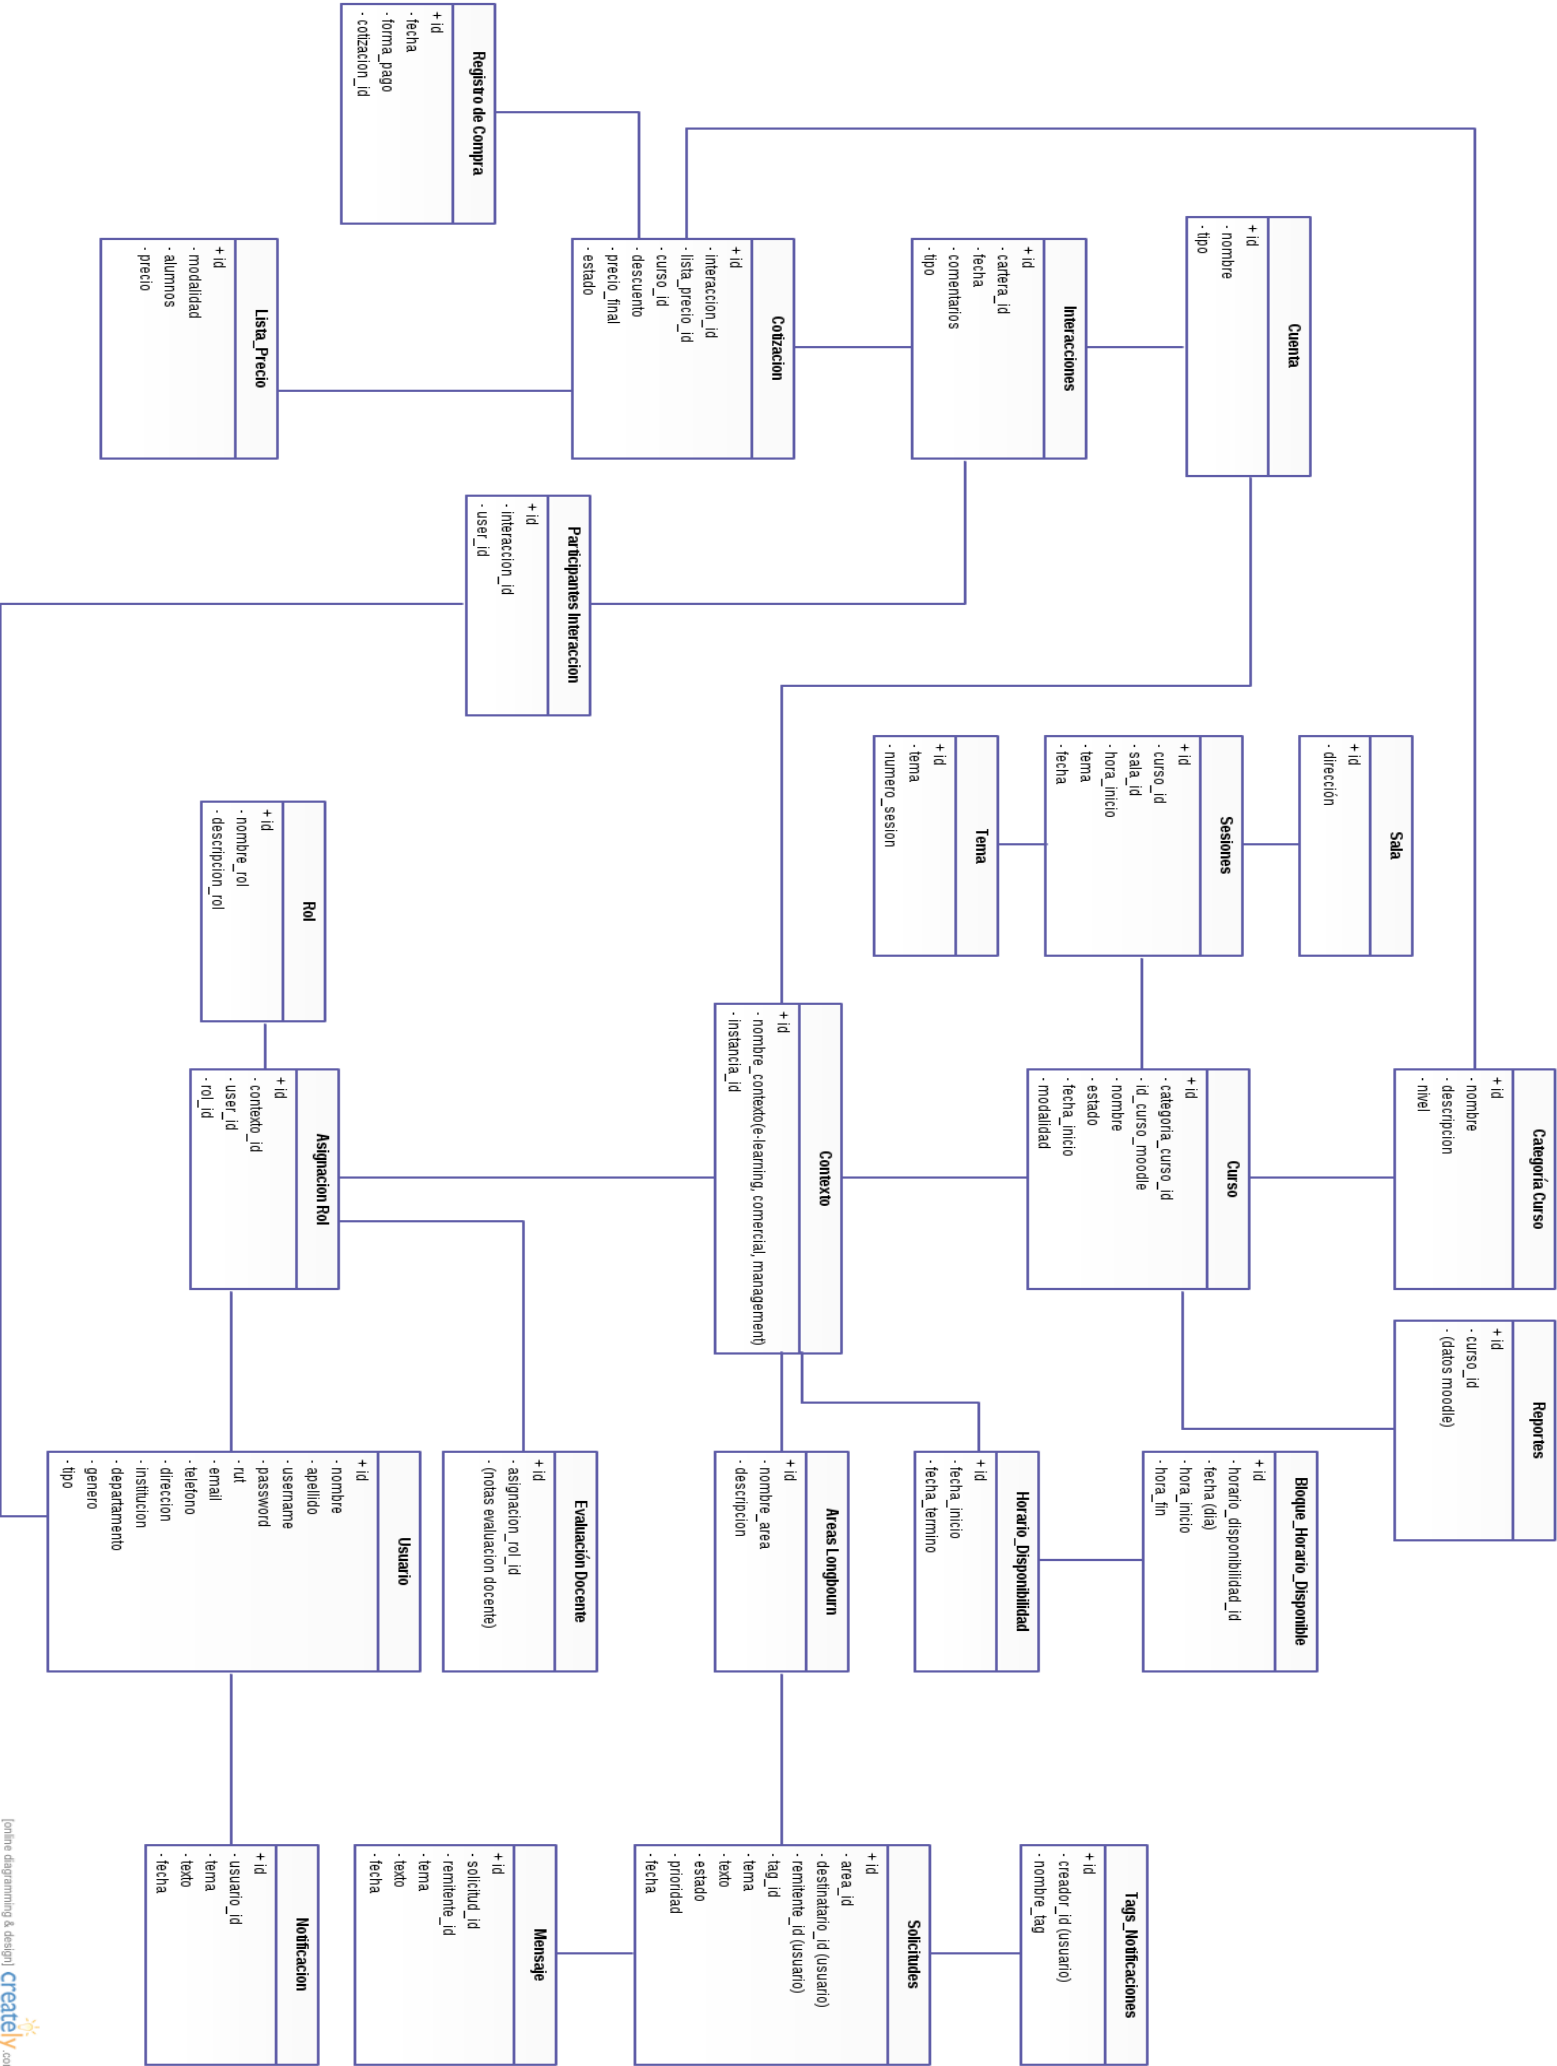 Categoría Curso
+ id
- nombre
- descripcion
- nivel
Reportes
+ id
- curso_id
- (datos moodle)
Cuenta
+ id
- nombre
- tipo
Sala
+ id
- dirección
Curso
+ id
- categoria_curso_id
- id_curso_moodle
- nombre
- estado
- fecha_inicio
- modalidad
Bloque_Horario_Disponible
+ id
- horario_disponibilidad_id
- fecha (dia)
- hora_inicio
- hora_fin
Interacciones
+ id
- cartera_id
- fecha
- comentarios
- tipo
Sesiones
+ id
- curso_id
- sala_id
- hora_inicio
- tema
- fecha
Horario_Disponibilidad
+ id
- fecha_inicio
- fecha_termino
Tags_Notificaciones
+ id
- creador_id (usuario)
- nombre_tag
Tema
+ id
- tema
- numero_sesion
Cotizacion
+ id
- interaccion_id
- lista_precio_id
- curso_id
- descuento
- precio_final
- estado
Contexto
+ id
- nombre_contexto(e-learning, comercial, management)
- instancia_id
Areas Longbourn
+ id
- nombre_area
- descripcion
Solicitudes
+ id
- area_id
- destinatario_id (usuario)
- remitente_id (usuario)
- tag_id
- tema
- texto
- estado
- prioridad
- fecha
Registro de Compra
+ id
- fecha
- forma_pago
- cotizacion_id
Participantes Interaccion
+ id
- interaccion_id
- user_id
Evaluación Docente
+ id
- asignacion_rol_id
- (notas evaluacion docente)
Mensaje
+ id
- solicitud_id
- remitente_id
- tema
- texto
- fecha
Lista_Precio
+ id
- modalidad
- alumnos
- precio
Rol
+ id
- nombre_rol
- descripcion_rol
Asignacion Rol
+ id
- contexto_id
- user_id
- rol_id
Usuario
+ id
- nombre
- apellido
- username
- password
- rut
- email
- telefono
- direccion
- institucion
- departamento
- genero
- tipo
Notificacion
+ id
- usuario_id
- tema
- texto
- fecha
[online diagramming & design] creately